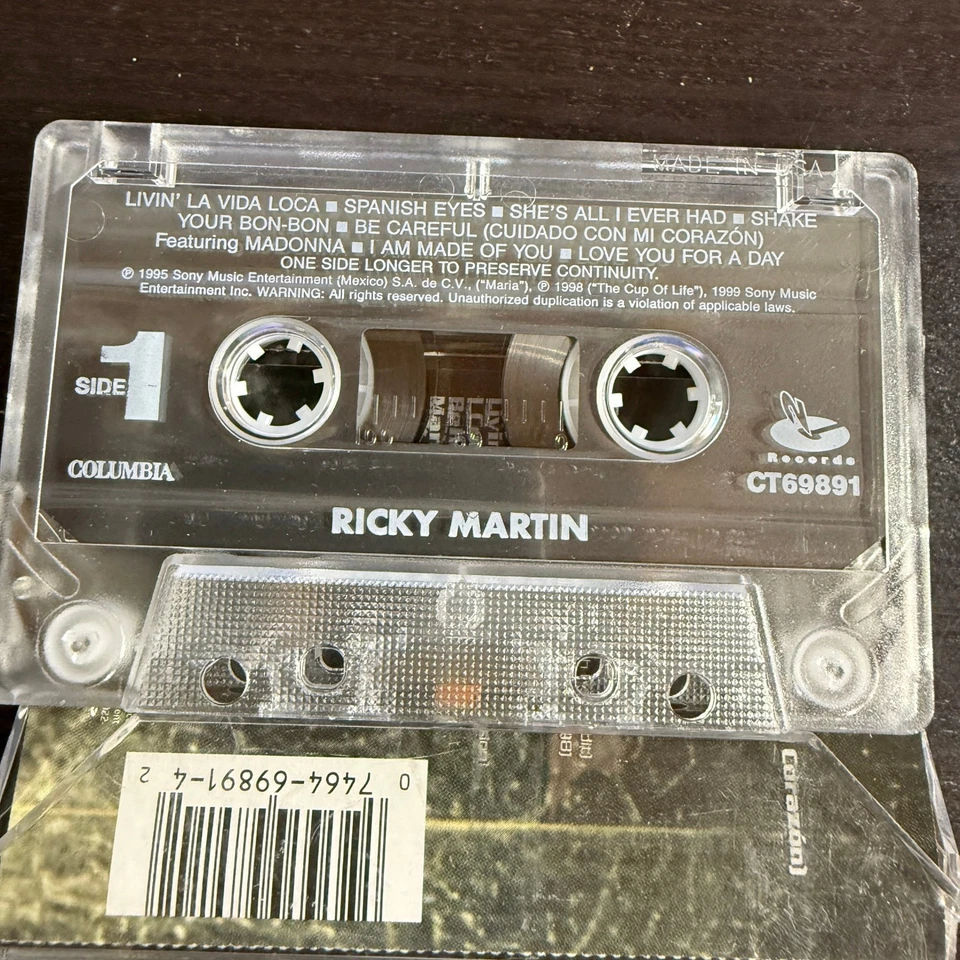 MADE IN USA
LIVIN' LA VIDA LOCA ■ SPANISH EYES ■ SHE'S ALL I EVER HAD ■ SHAKE
YOUR BON-BON ■ BE CAREFUL (CUIDADO CON MI CORAZÓN)
Featuring MADONNA ■ I AM MADE OF YOU ■ LOVE YOU FOR A DAY
ONE SIDE LONGER TO PRESERVE CONTINUITY.
℗ 1995 Sony Music Entertainment (Mexico) S.A. de C.V., ("Maria"), ℗ 1998 ("The Cup Of Life"), 1999 Sony Music
Entertainment Inc. WARNING: All rights reserved. Unauthorized duplication is a violation of applicable laws.
SIDE 1
COLUMBIA
C2
Records
CT69891
RICKY MARTIN
Corazón)
0 7464-69891-4 2